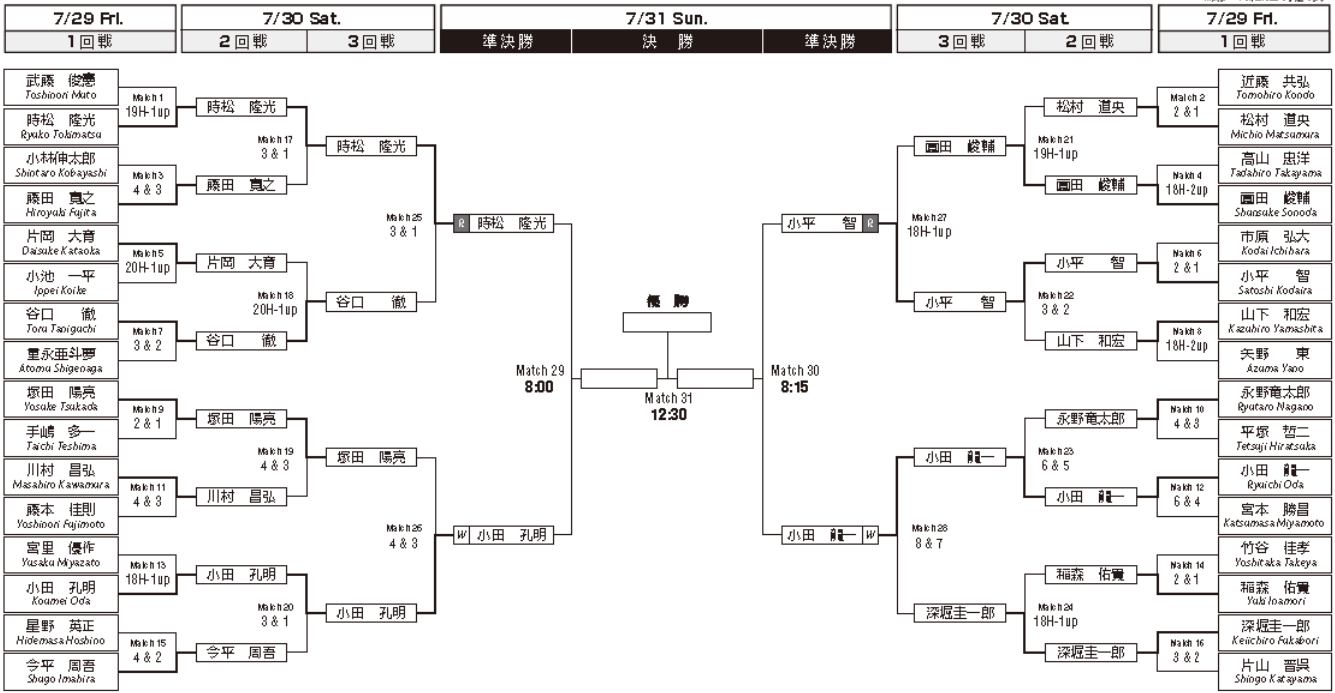 7/29 Fri.
7/30 Sat.
7/31 Sun.
7/30 Sat.
7/29 Fri.
1回戦
2回戦
3回戦
準決勝
決 勝
準決勝
3回戦
2回戦
1回戦
武藤 俊憲
Toshinori Muto
時松 隆光
Ryuko Tokimatsu
小林伸太郎
Shintaro Kobayashi
藤田 寛之
Hiroyuki Fujita
片岡 大育
Daisuke Kataoka
小池 一平
Ippei Koike
谷口 徹
Toru Taniguchi
重永亜斗夢
Atomu Shigenaga
塚田 陽亮
Yosuke Tsukada
手嶋 多一
Taichi Teshima
川村 昌弘
Masahiro Kawamura
藤本 佳則
Yoshinori Fujimoto
宮里 優作
Yusaku Miyazato
小田 孔明
Koumei Oda
星野 英正
Hidemasa Hoshino
今平 周吾
Shugo Imahira
Match 1
19H-1up
Match 3
4 & 3
Match 5
20H-1up
Match 7
3 & 2
Match 9
2 & 1
Match 11
4 & 3
Match 13
18H-1up
Match 15
4 & 2
時松 隆光
藤田 寛之
片岡 大育
谷口 徹
塚田 陽亮
川村 昌弘
小田 孔明
今平 周吾
Match 17
3 & 1
Match 18
20H-1up
Match 19
4 & 3
Match 20
3 & 1
時松 隆光
谷口 徹
塚田 陽亮
小田 孔明
Match 25
3 & 1
Match 26
4 & 3
R 時松 隆光
W 小田 孔明
Match 29
8:00
優 勝
Match 31
12:30
Match 30
8:15
小平 智 R
小田 龍一 W
Match 27
18H-1up
Match 28
8 & 7
薗田 峻輔
小平 智
小田 龍一
深堀圭一郎
Match 21
19H-1up
Match 22
3 & 2
Match 23
6 & 5
Match 24
18H-1up
松村 道央
薗田 峻輔
小平 智
山下 和宏
永野竜太郎
小田 龍一
稲森 佑貴
深堀圭一郎
Match 2
2 & 1
Match 4
18H-2up
Match 6
2 & 1
Match 8
18H-2up
Match 10
4 & 3
Match 12
6 & 4
Match 14
2 & 1
Match 16
3 & 2
近藤 共弘
Tomohiro Kondo
松村 道央
Michio Matsumura
高山 忠洋
Tadahiro Takayama
薗田 峻輔
Shunsuke Sonoda
市原 弘大
Kodai Ichihara
小平 智
Satoshi Kodaira
山下 和宏
Kazuhiro Yamashita
矢野 東
Azuma Yano
永野竜太郎
Ryutaro Nagano
平塚 哲二
Tetsuji Hiratsuka
小田 龍一
Ryuichi Oda
宮本 勝昌
Katsumasa Miyamoto
竹谷 佳孝
Yoshitaka Takeya
稲森 佑貴
Yuki Inamori
深堀圭一郎
Keiichiro Fukabori
片山 晋呉
Shingo Katayama